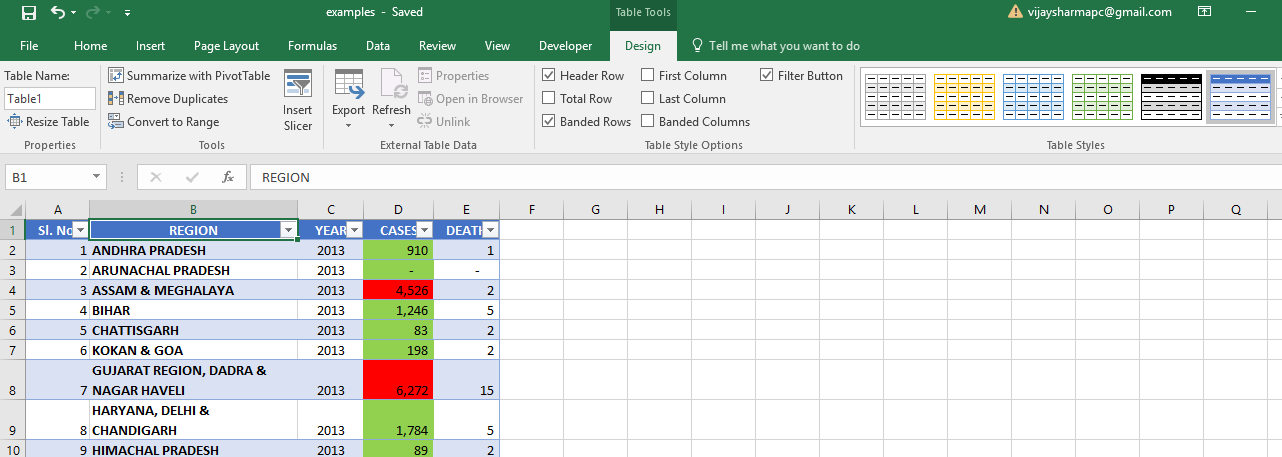 examples - Saved
Table Tools
vijaysharmapc@gmail.com
File Home Insert Page Layout Formulas Data Review View Developer Design Tell me what you want to do
Table Name:
Table1
Resize Table
Properties
Summarize with PivotTable
Remove Duplicates
Convert to Range
Insert
Slicer
Tools
Export Refresh
Properties
Open in Browser
Unlink
External Table Data
Header Row First Column Filter Button
Total Row Last Column
Banded Rows Banded Columns
Table Style Options
Table Styles
B1 fx REGION
A B C D E F G H I J K L M N O P Q
1 Sl. No REGION YEAR CASES DEATH
2 1 ANDHRA PRADESH 2013 910 1
3 2 ARUNACHAL PRADESH 2013 - -
4 3 ASSAM & MEGHALAYA 2013 4,526 2
5 4 BIHAR 2013 1,246 5
6 5 CHATTISGARH 2013 83 2
7 6 KOKAN & GOA 2013 198 2
GUJARAT REGION, DADRA &
8 7 NAGAR HAVELI 2013 6,272 15
HARYANA, DELHI &
9 8 CHANDIGARH 2013 1,784 5
10 9 HIMACHAL PRADESH 2013 89 2